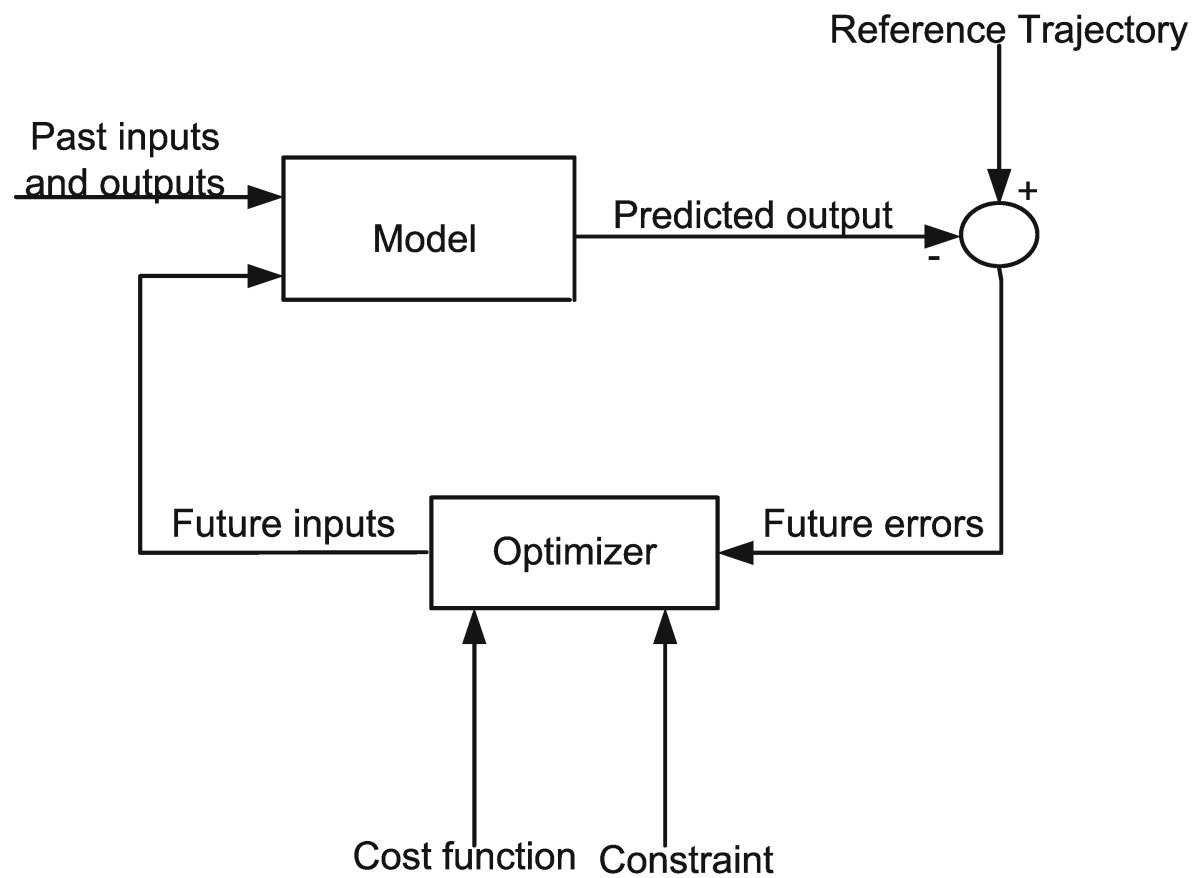 Reference Trajectory
Past inputs
and outputs
+
Predicted output
Model
-
Future inputs
Optimizer
Future errors
Cost function
Constraint